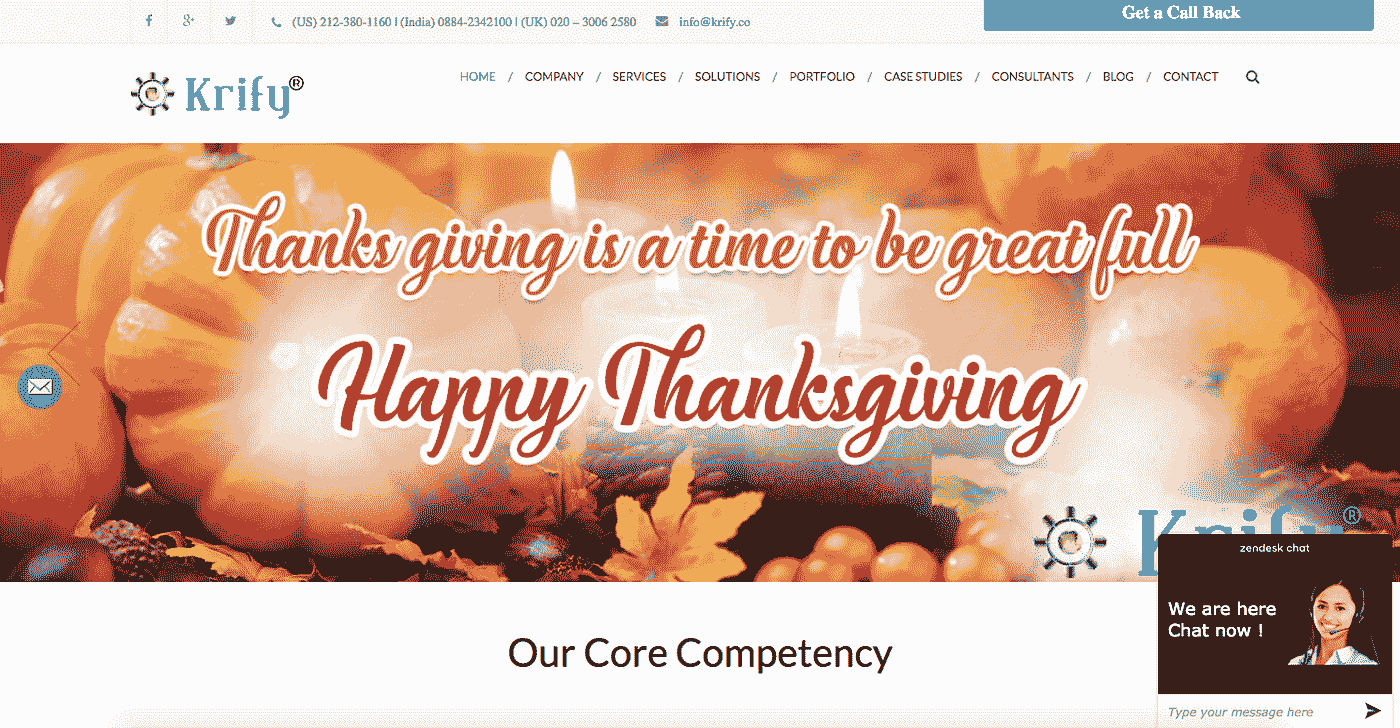 (US) 212-380-1160 | (India) 0884-2342100 | (UK) 020 – 3006 2580 info@krify.co
Get a Call Back
Krify®
HOME / COMPANY / SERVICES / SOLUTIONS / PORTFOLIO / CASE STUDIES / CONSULTANTS / BLOG / CONTACT
Thanks giving is a time to be great full
Happy Thanksgiving
Krify®
zendesk chat
We are here
Chat now !
Our Core Competency
Type your message here